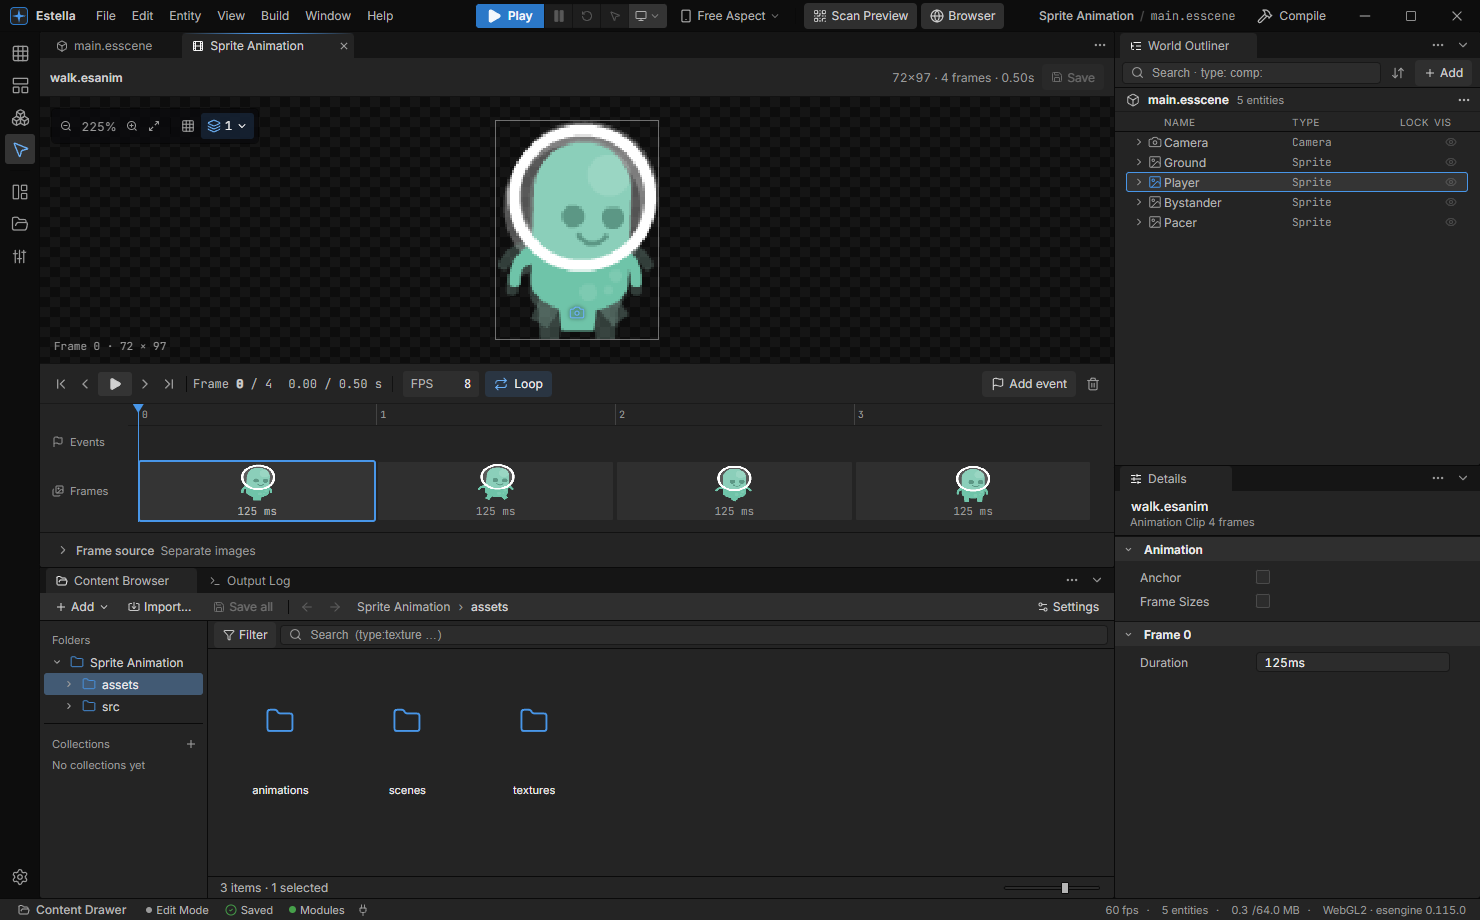 Estella File Edit Entity View Build Window Help Play Free Aspect Scan Preview Browser Sprite Animation / main.esscene Compile
main.esscene Sprite Animation
walk.esanim 72×97 · 4 frames · 0.50s Save
225% 1
Frame 0 · 72 × 97
Frame 0 / 4 0.00 / 0.50 s FPS 8 Loop Add event
0 1 2 3
Events
Frames
125 ms 125 ms 125 ms 125 ms
Frame source Separate images
Content Browser Output Log
Add Import... Save all Sprite Animation › assets Settings
Folders
Sprite Animation
assets
src
Collections
No collections yet
Filter Search (type:texture ...)
animations scenes textures
3 items · 1 selected
World Outliner
Search · type: comp: Add
main.esscene 5 entities
NAME TYPE LOCK VIS
Camera Camera
Ground Sprite
Player Sprite
Bystander Sprite
Pacer Sprite
Details
walk.esanim
Animation Clip 4 frames
Animation
Anchor
Frame Sizes
Frame 0
Duration 125ms
Content Drawer Edit Mode Saved Modules 60 fps · 5 entities · 0.3 /64.0 MB · WebGL2 · esengine 0.115.0